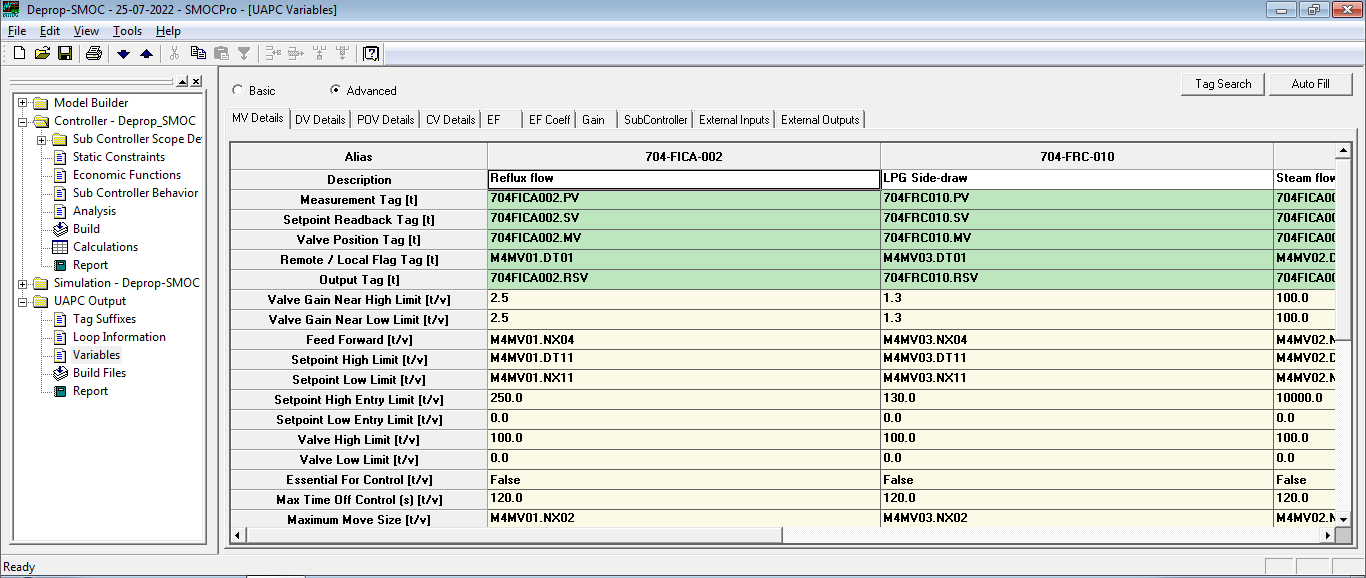 Deprop-SMOC - 25-07-2022 - SMOCPro - [UAPC Variables]
File Edit View Tools Help
Model Builder
Controller - Deprop_SMOC
Sub Controller Scope De
Static Constraints
Economic Functions
Sub Controller Behavior
Analysis
Build
Calculations
Report
Simulation - Deprop-SMOC
UAPC Output
Tag Suffixes
Loop Information
Variables
Build Files
Report
Basic Advanced Tag Search Auto Fill
MV Details DV Details POV Details CV Details EF EF Coeff Gain SubController External Inputs External Outputs
Alias 704-FICA-002 704-FRC-010
Description Reflux flow LPG Side-draw Steam flow
Measurement Tag [t] 704FICA002.PV 704FRC010.PV 704FICA00
Setpoint Readback Tag [t] 704FICA002.SV 704FRC010.SV 704FICA00
Valve Position Tag [t] 704FICA002.MV 704FRC010.MV 704FICA00
Remote / Local Flag Tag [t] M4MV01.DT01 M4MV03.DT01 M4MV02.D
Output Tag [t] 704FICA002.RSV 704FRC010.RSV 704FICA00
Valve Gain Near High Limit [t/v] 2.5 1.3 100.0
Valve Gain Near Low Limit [t/v] 2.5 1.3 100.0
Feed Forward [t/v] M4MV01.NX04 M4MV03.NX04 M4MV02.N
Setpoint High Limit [t/v] M4MV01.DT11 M4MV03.DT11 M4MV02.D
Setpoint Low Limit [t/v] M4MV01.NX11 M4MV03.NX11 M4MV02.N
Setpoint High Entry Limit [t/v] 250.0 130.0 10000.0
Setpoint Low Entry Limit [t/v] 0.0 0.0 0.0
Valve High Limit [t/v] 100.0 100.0 100.0
Valve Low Limit [t/v] 0.0 0.0 0.0
Essential For Control [t/v] False False False
Max Time Off Control (s) [t/v] 120.0 120.0 120.0
Maximum Move Size [t/v] M4MV01.NX02 M4MV03.NX02 M4MV02.N
Ready